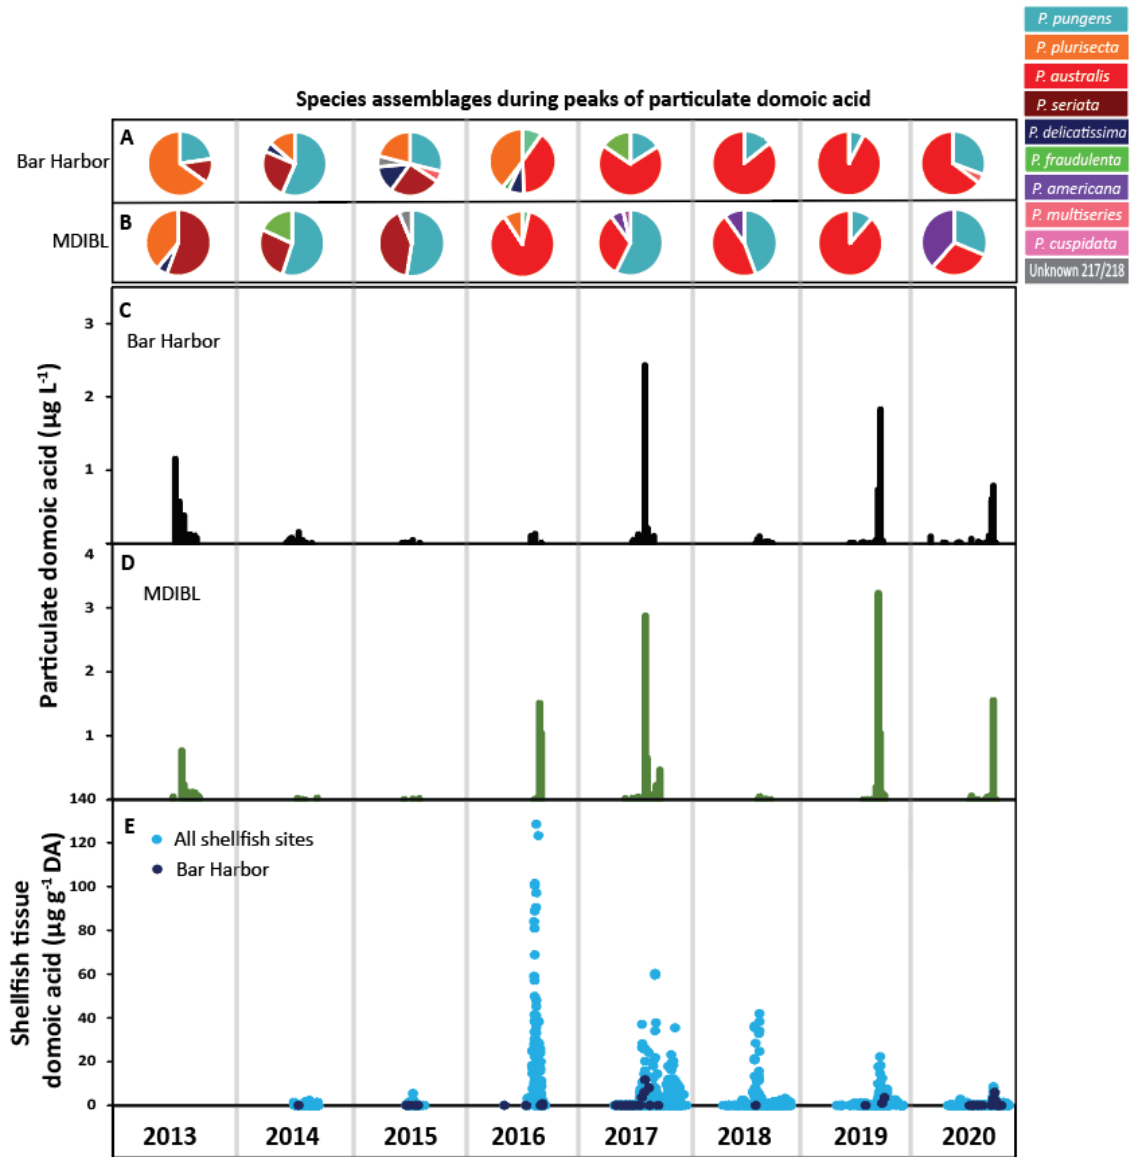 P. pungens
P. plurisecta
P. australis
P. seriata
P. delicatissima
P. fraudulenta
P. americana
P. multiseries
P. cuspidata
Unknown 217/218
Species assemblages during peaks of particulate domoic acid
A
Bar Harbor
B
MDIBL
C
Bar Harbor
3
2
1
Particulate domoic acid (µg L-1)
4
D
MDIBL
3
2
1
140
E
All shellfish sites
Bar Harbor
120
100
80
60
40
20
0
Shellfish tissue
domoic acid (µg g-1 DA)
2013 2014 2015 2016 2017 2018 2019 2020